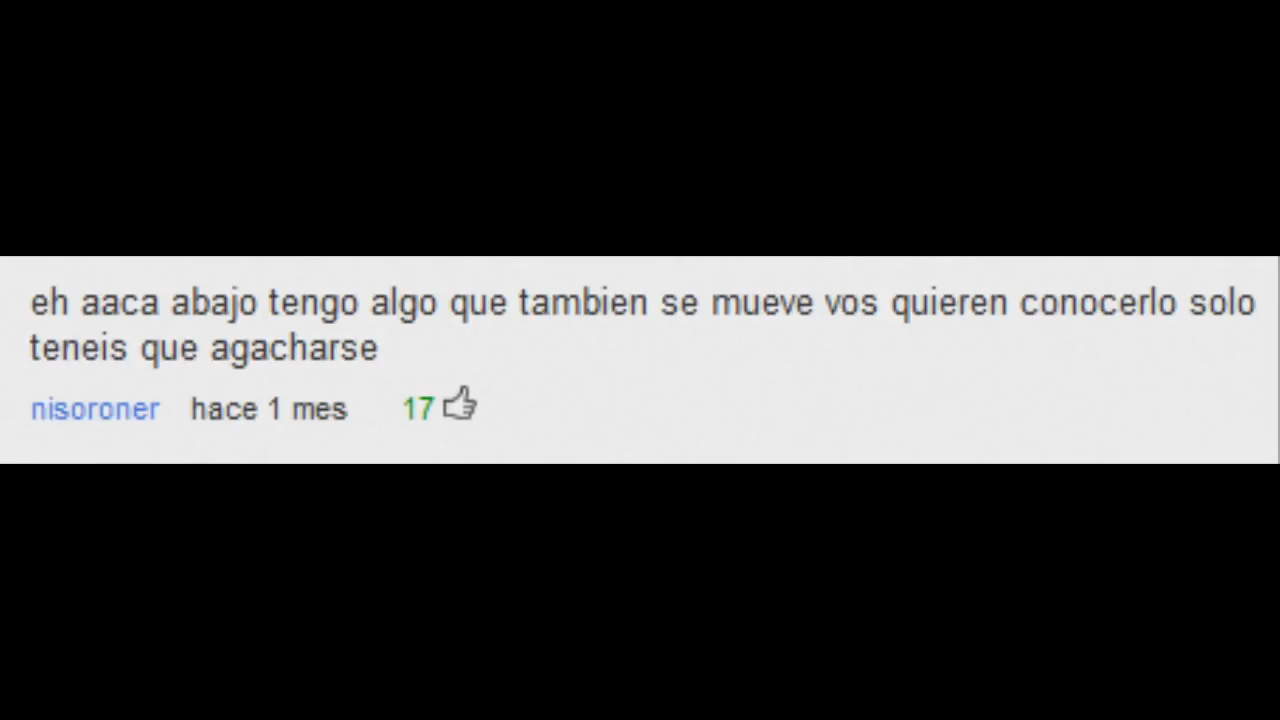 eh aaca abajo tengo algo que tambien se mueve vos quieren conocerlo solo
teneis que agacharse
nisoroner hace 1 mes 17